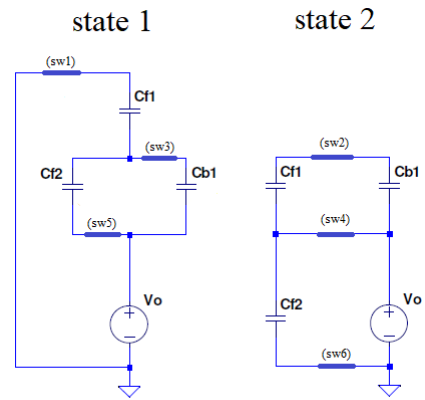 state 1
state 2
(sw1)
Cf1
(sw3)
Cf2
Cb1
(sw5)
Vo
(sw2)
Cf1
Cb1
(sw4)
Cf2
Vo
(sw6)